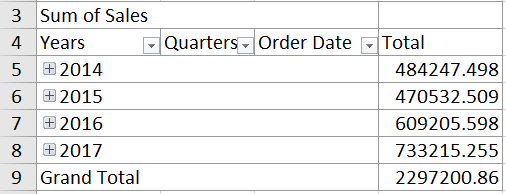 3 Sum of Sales
4 Years Quarters Order Date Total
5 2014 484247.498
6 2015 470532.509
7 2016 609205.598
8 2017 733215.255
9 Grand Total 2297200.86